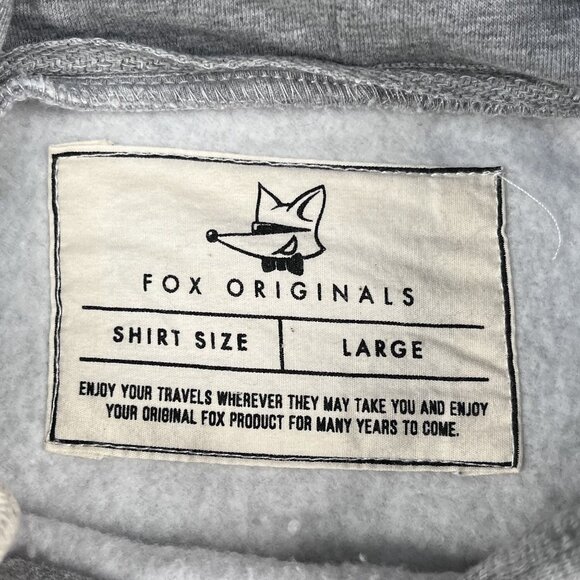 FOX ORIGINALS
SHIRT SIZE LARGE
ENJOY YOUR TRAVELS WHEREVER THEY MAY TAKE YOU AND ENJOY
YOUR ORIGINAL FOX PRODUCT FOR MANY YEARS TO COME.